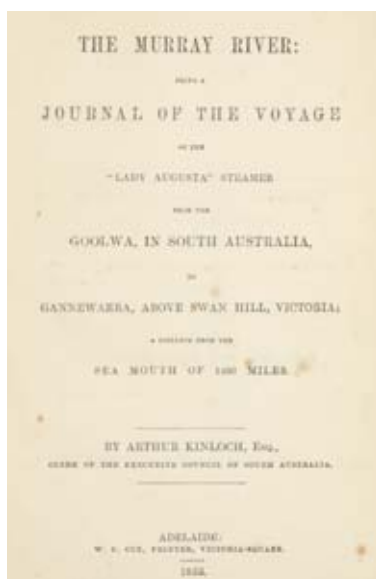 THE MURRAY RIVER:
BEING A
JOURNAL OF THE VOYAGE
OF THE
"LADY AUGUSTA" STEAMER
FROM THE
GOOLWA, IN SOUTH AUSTRALIA,
TO
GANNEWARRA, ABOVE SWAN HILL, VICTORIA;
A DISTANCE FROM THE
SEA MOUTH OF MILES.
BY ARTHUR KINLOCH, Esq.,
CLERK OF THE EXECUTIVE COUNCIL OF SOUTH AUSTRALIA.
ADELAIDE:
W. C. COX, PRINTER, VICTORIA-SQUARE.